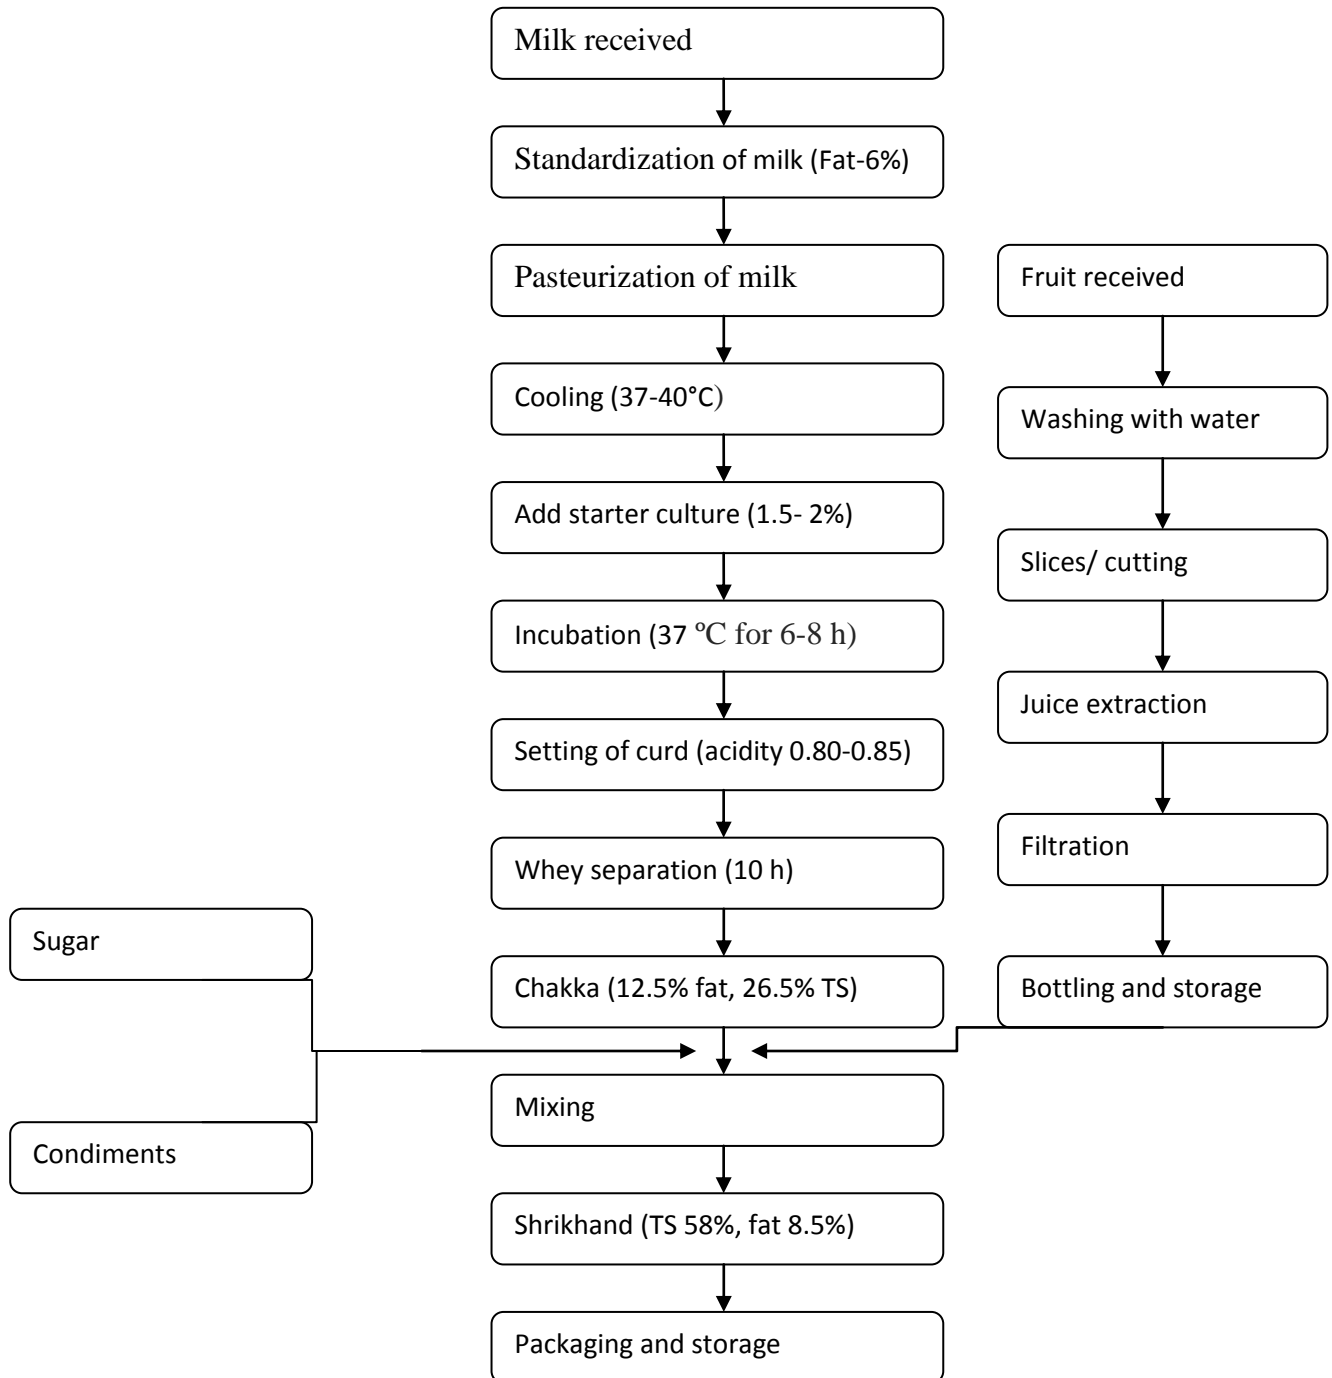 Milk received
Standardization of milk (Fat-6%)
Pasteurization of milk
Cooling (37-40°C)
Add starter culture (1.5- 2%)
Incubation (37 ºC for 6-8 h)
Setting of curd (acidity 0.80-0.85)
Whey separation (10 h)
Chakka (12.5% fat, 26.5% TS)
Fruit received
Washing with water
Slices/ cutting
Juice extraction
Filtration
Bottling and storage
Sugar
Condiments
Mixing
Shrikhand (TS 58%, fat 8.5%)
Packaging and storage